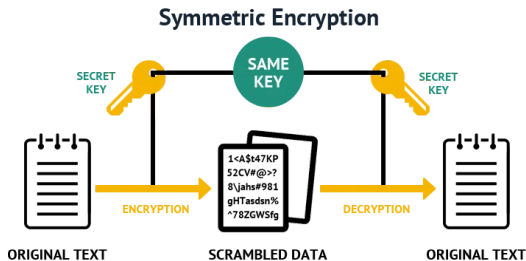 Symmetric Encryption
SECRET
KEY
SAME
KEY
SECRET
KEY
1<A$t47KP
52CV#@>?
8\jahs#981
gHTasdsn%
^78ZGWSfg
ENCRYPTION
DECRYPTION
ORIGINAL TEXT
SCRAMBLED DATA
ORIGINAL TEXT